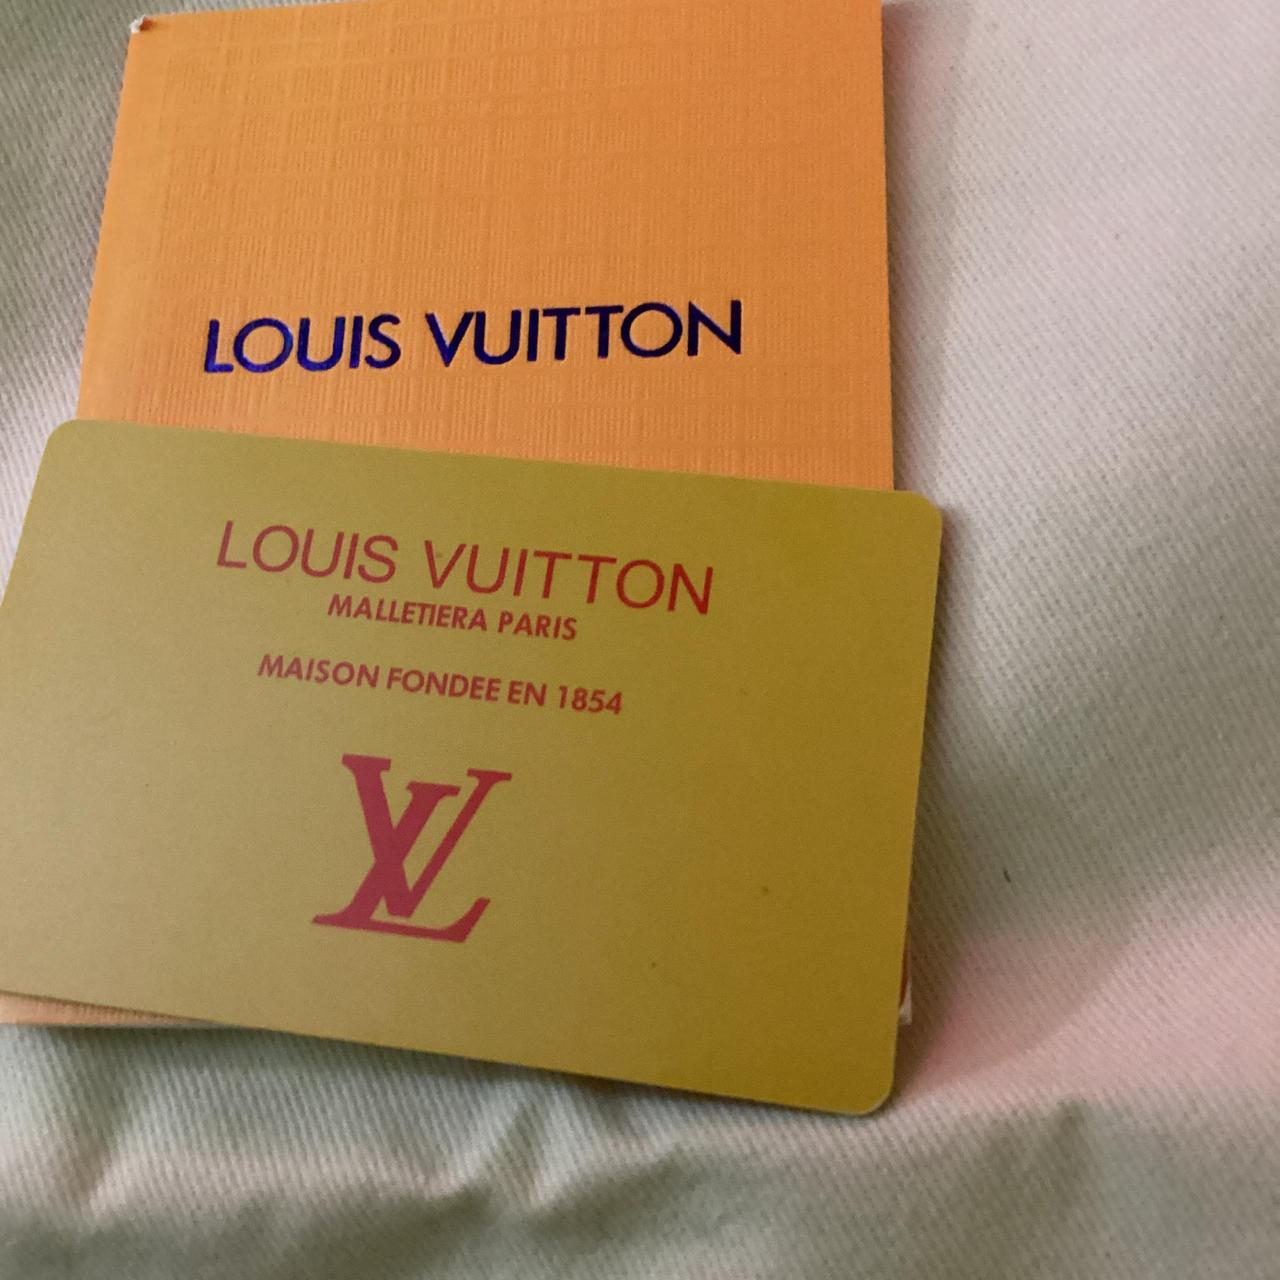 LOUIS VUITTON
LOUIS VUITTON
MALLETIERA PARIS
MAISON FONDEE EN 1854
LV